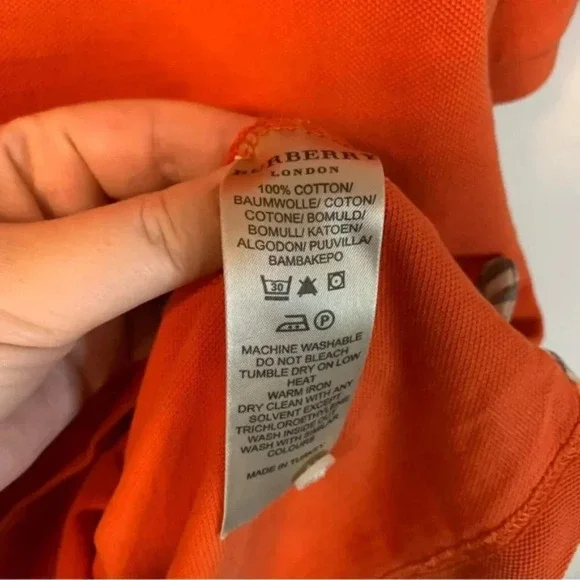 BURBERRY
LONDON
100% COTTON/
BAUMWOLLE/ COTON/
COTONE/ BOMULD/
BOMULL/ KATOEN/
ALGODON/ PUUVILLA/
BAMBAKEPO
30
P
MACHINE WASHABLE
DO NOT BLEACH
TUMBLE DRY ON LOW
HEAT
WARM IRON
DRY CLEAN WITH ANY
SOLVENT EXCEPT
TRICHLOROETHYLENE
WASH INSIDE OUT
WASH WITH SIMILAR
COLOURS
MADE IN TURKEY